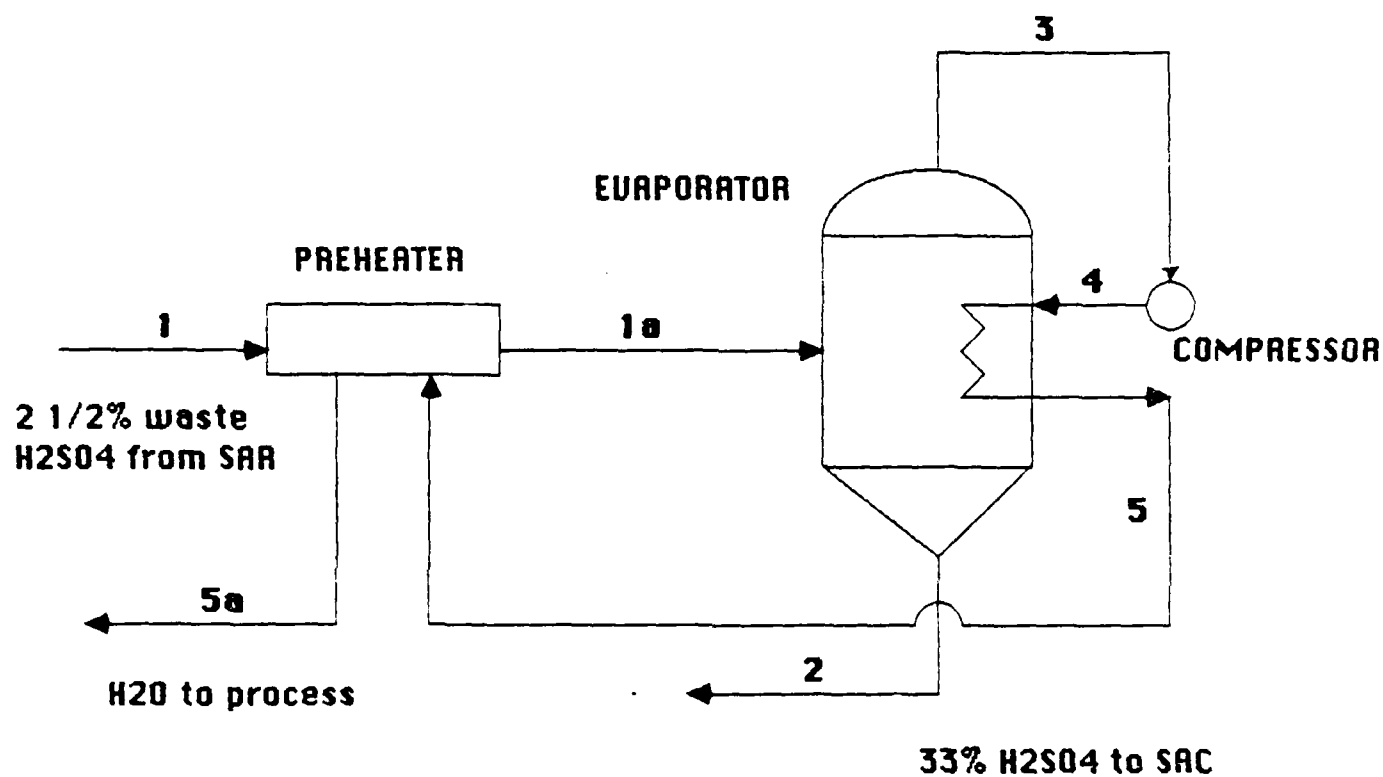 3
EVAPORATOR
PREHEATER
4
1
1a
COMPRESSOR
2 1/2% waste
H2SO4 from SAR
5
5a
2
H2O to process
33% H2SO4 to SAC